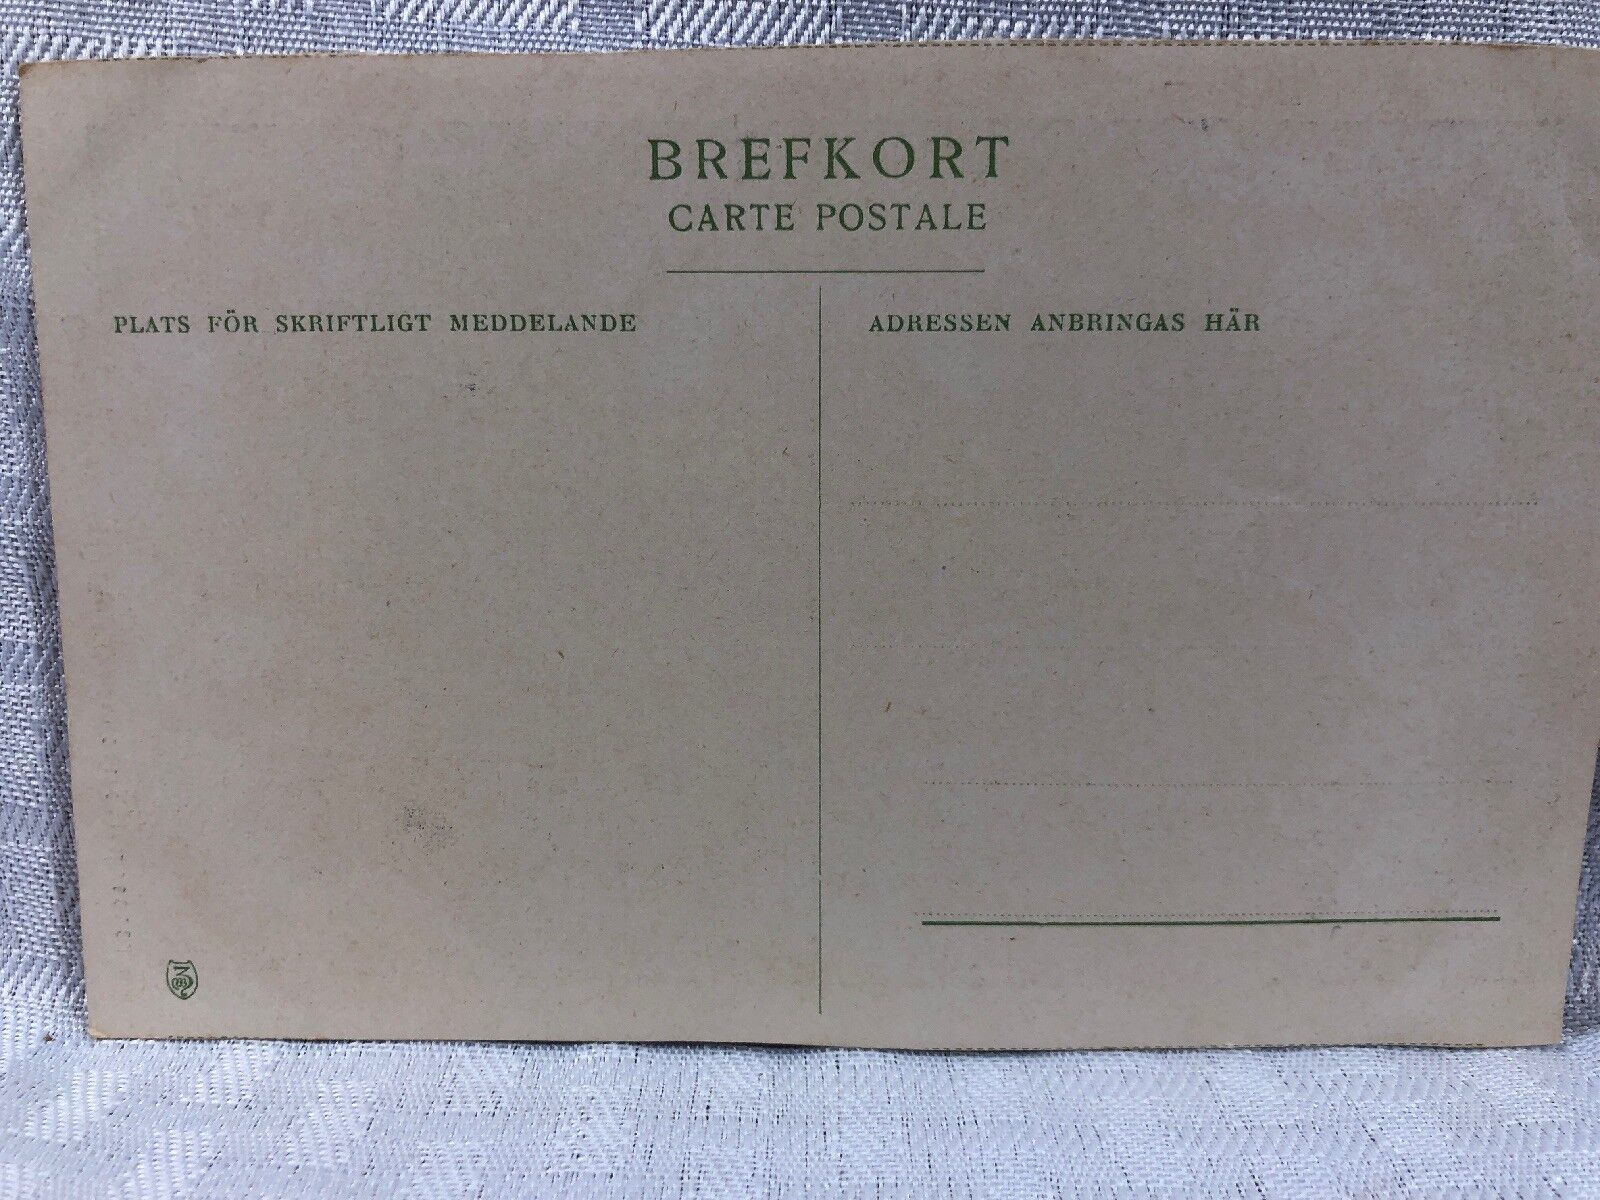 BREFKORT
CARTE POSTALE
PLATS FÖR SKRIFTLIGT MEDDELANDE
ADRESSEN ANBRINGAS HÄR